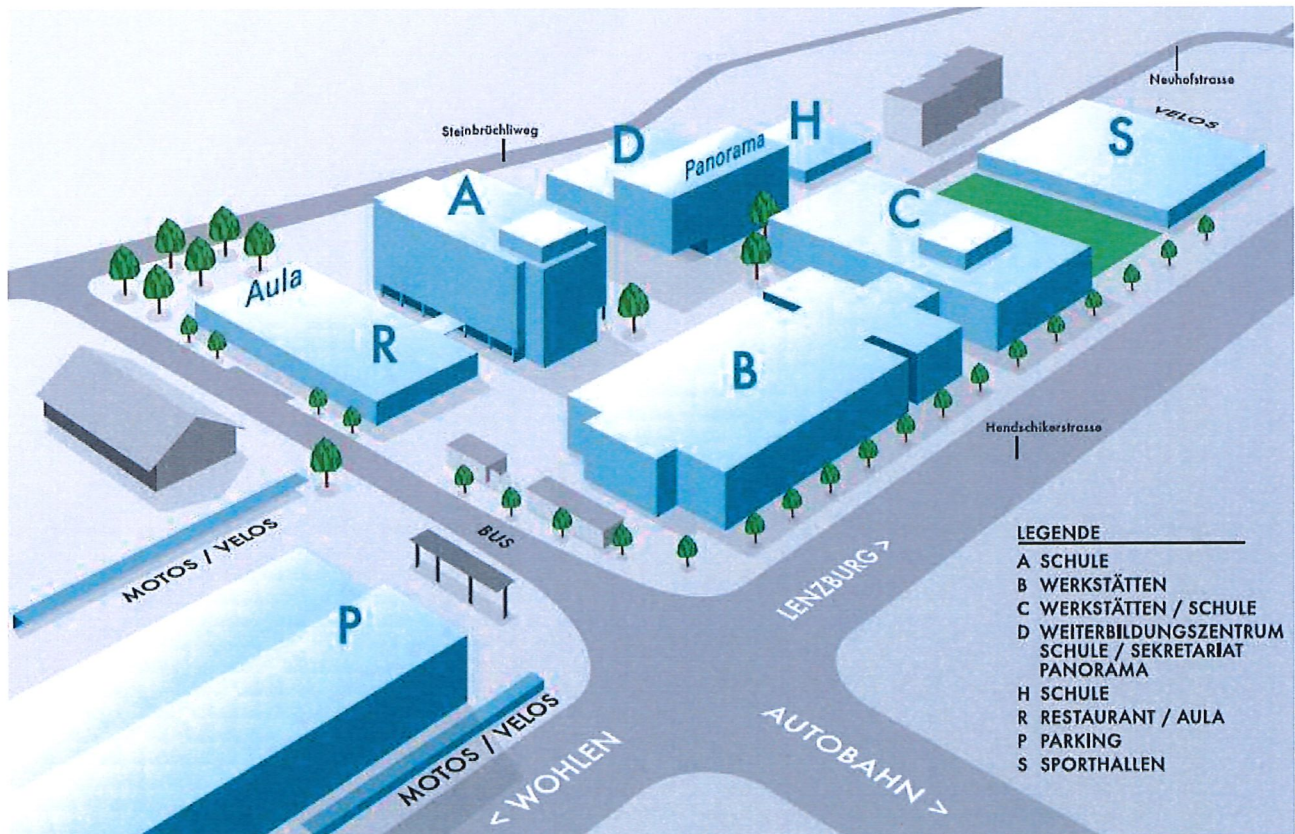 Neuhofstrasse
VELOS
Steinbrüchliweg
H
D
S
Panorama
A
C
Aula
R
B
Hendschikerstrasse
BUS
MOTOS / VELOS
LENZBURG >
P
MOTOS / VELOS
< WOHLEN
AUTOBAHN >
LEGENDE
A SCHULE
B WERKSTÄTTEN
C WERKSTÄTTEN / SCHULE
D WEITERBILDUNGSZENTRUM
SCHULE / SEKRETARIAT
PANORAMA
H SCHULE
R RESTAURANT / AULA
P PARKING
S SPORTHALLEN